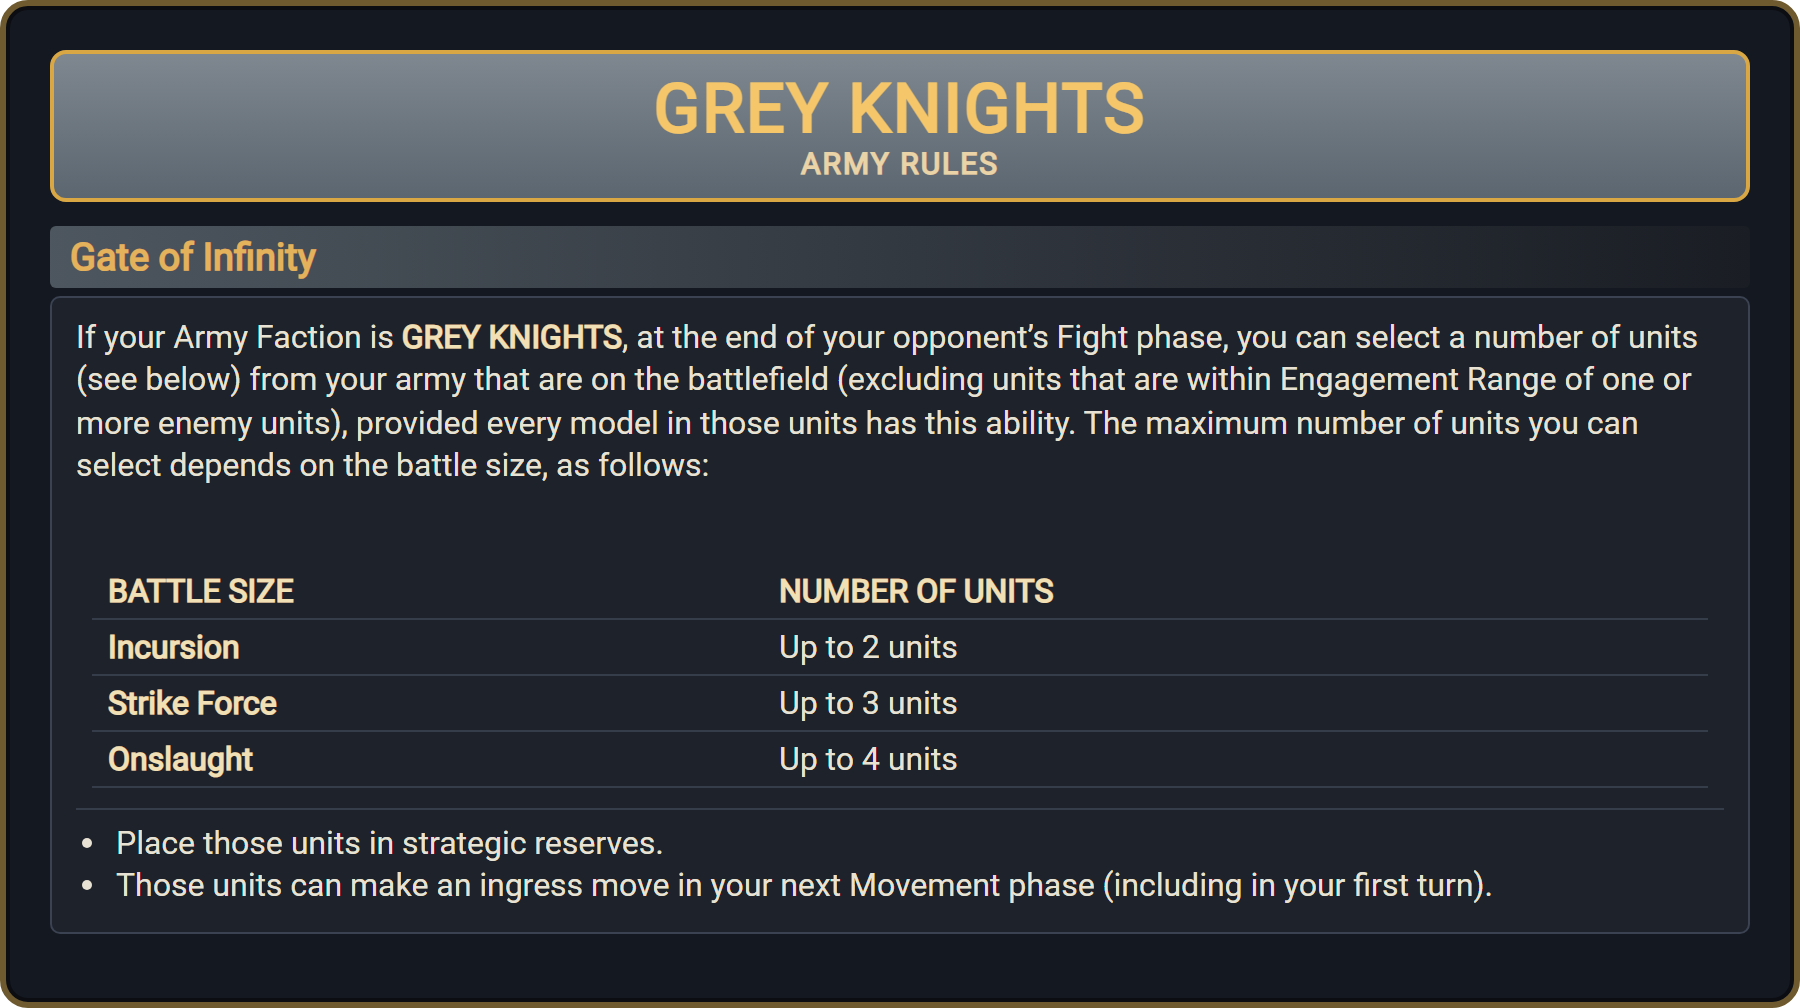 GREY KNIGHTS
ARMY RULES
Gate of Infinity
If your Army Faction is GREY KNIGHTS, at the end of your opponent’s Fight phase, you can select a number of units
(see below) from your army that are on the battlefield (excluding units that are within Engagement Range of one or
more enemy units), provided every model in those units has this ability. The maximum number of units you can
select depends on the battle size, as follows:
BATTLE SIZE NUMBER OF UNITS
Incursion Up to 2 units
Strike Force Up to 3 units
Onslaught Up to 4 units
• Place those units in strategic reserves.
• Those units can make an ingress move in your next Movement phase (including in your first turn).